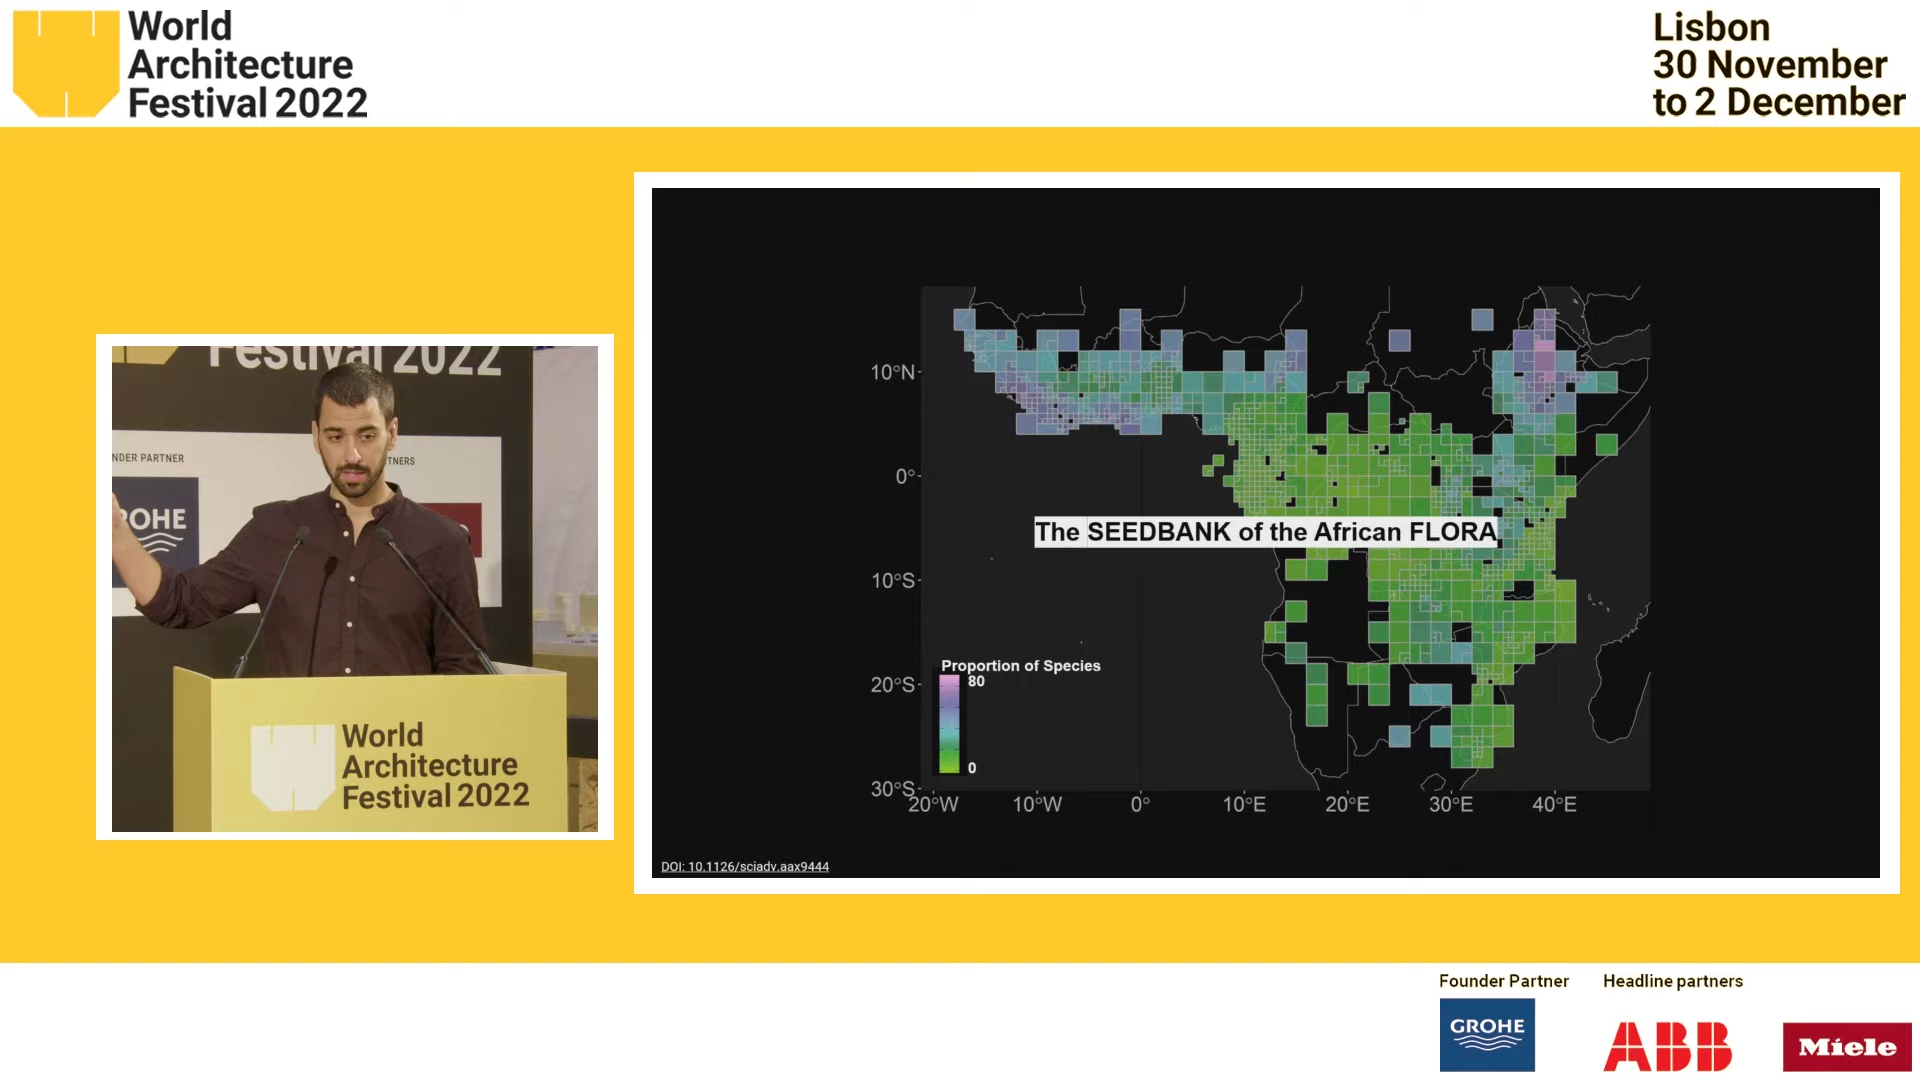 World
Architecture
Festival 2022
Lisbon
30 November
to 2 December
Festival 2022
NDER PARTNER
TNERS
ROHE
World
Architecture
Festival 2022
10°N
0°
10°S
20°S
30°S
20°W
10°W
0°
10°E
20°E
30°E
40°E
The SEEDBANK of the African FLORA
Proportion of Species
80
0
DOI: 10.1126/sciadv.aax9444
Founder Partner
Headline partners
GROHE
ABB
Miele